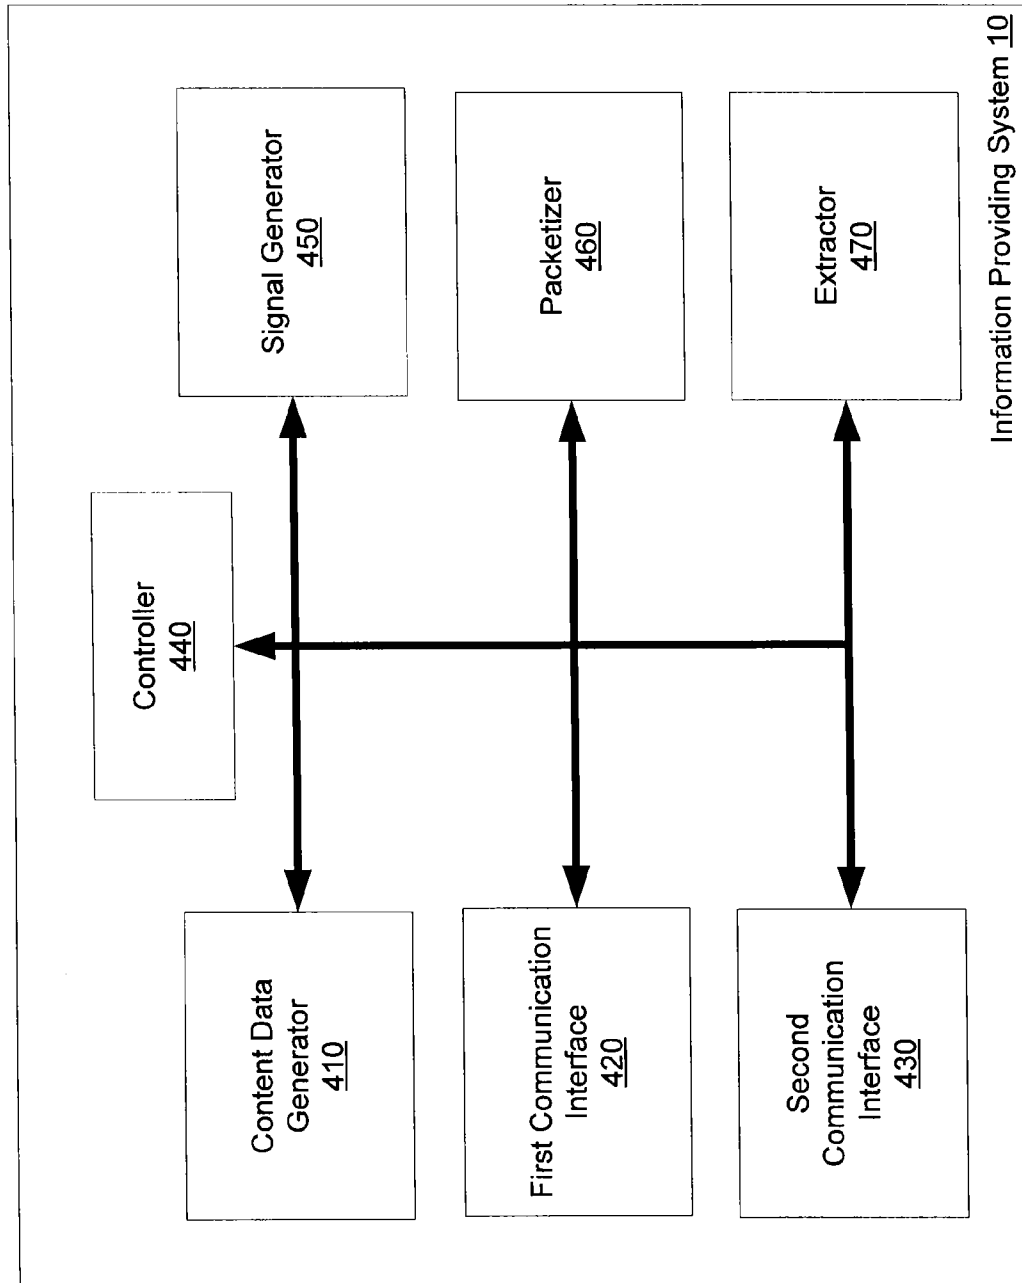 Controller
440
Content Data
Generator
410
Signal Generator
450
First Communication
Interface
420
Packetizer
460
Second
Communication
Interface
430
Extractor
470
Information Providing System 10